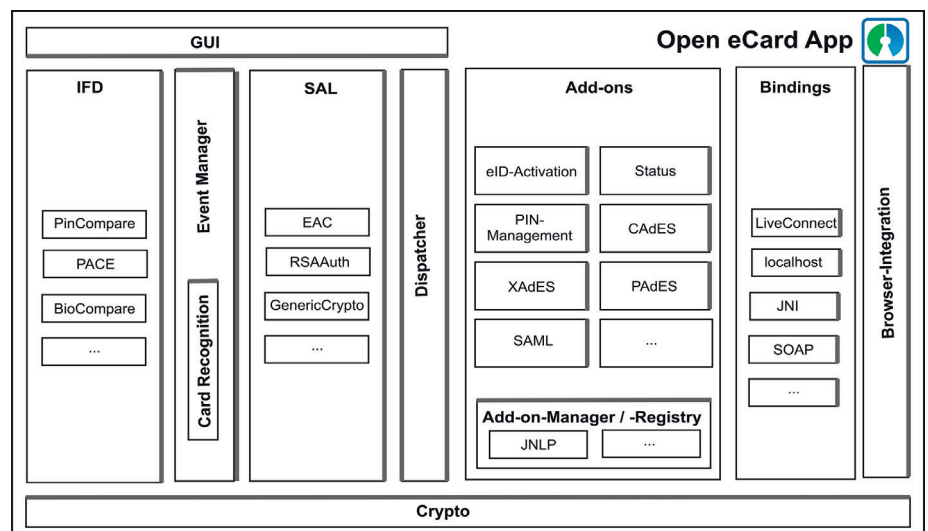 GUI
Open eCard App
IFD
PinCompare
PACE
BioCompare
...
Event Manager
Card Recognition
SAL
EAC
RSAAuth
GenericCrypto
...
Dispatcher
Add-ons
eID-Activation
Status
PIN-
Management
CAdES
XAdES
PAdES
SAML
...
Add-on-Manager / -Registry
JNLP
...
Bindings
LiveConnect
localhost
JNI
SOAP
...
Browser-Integration
Crypto